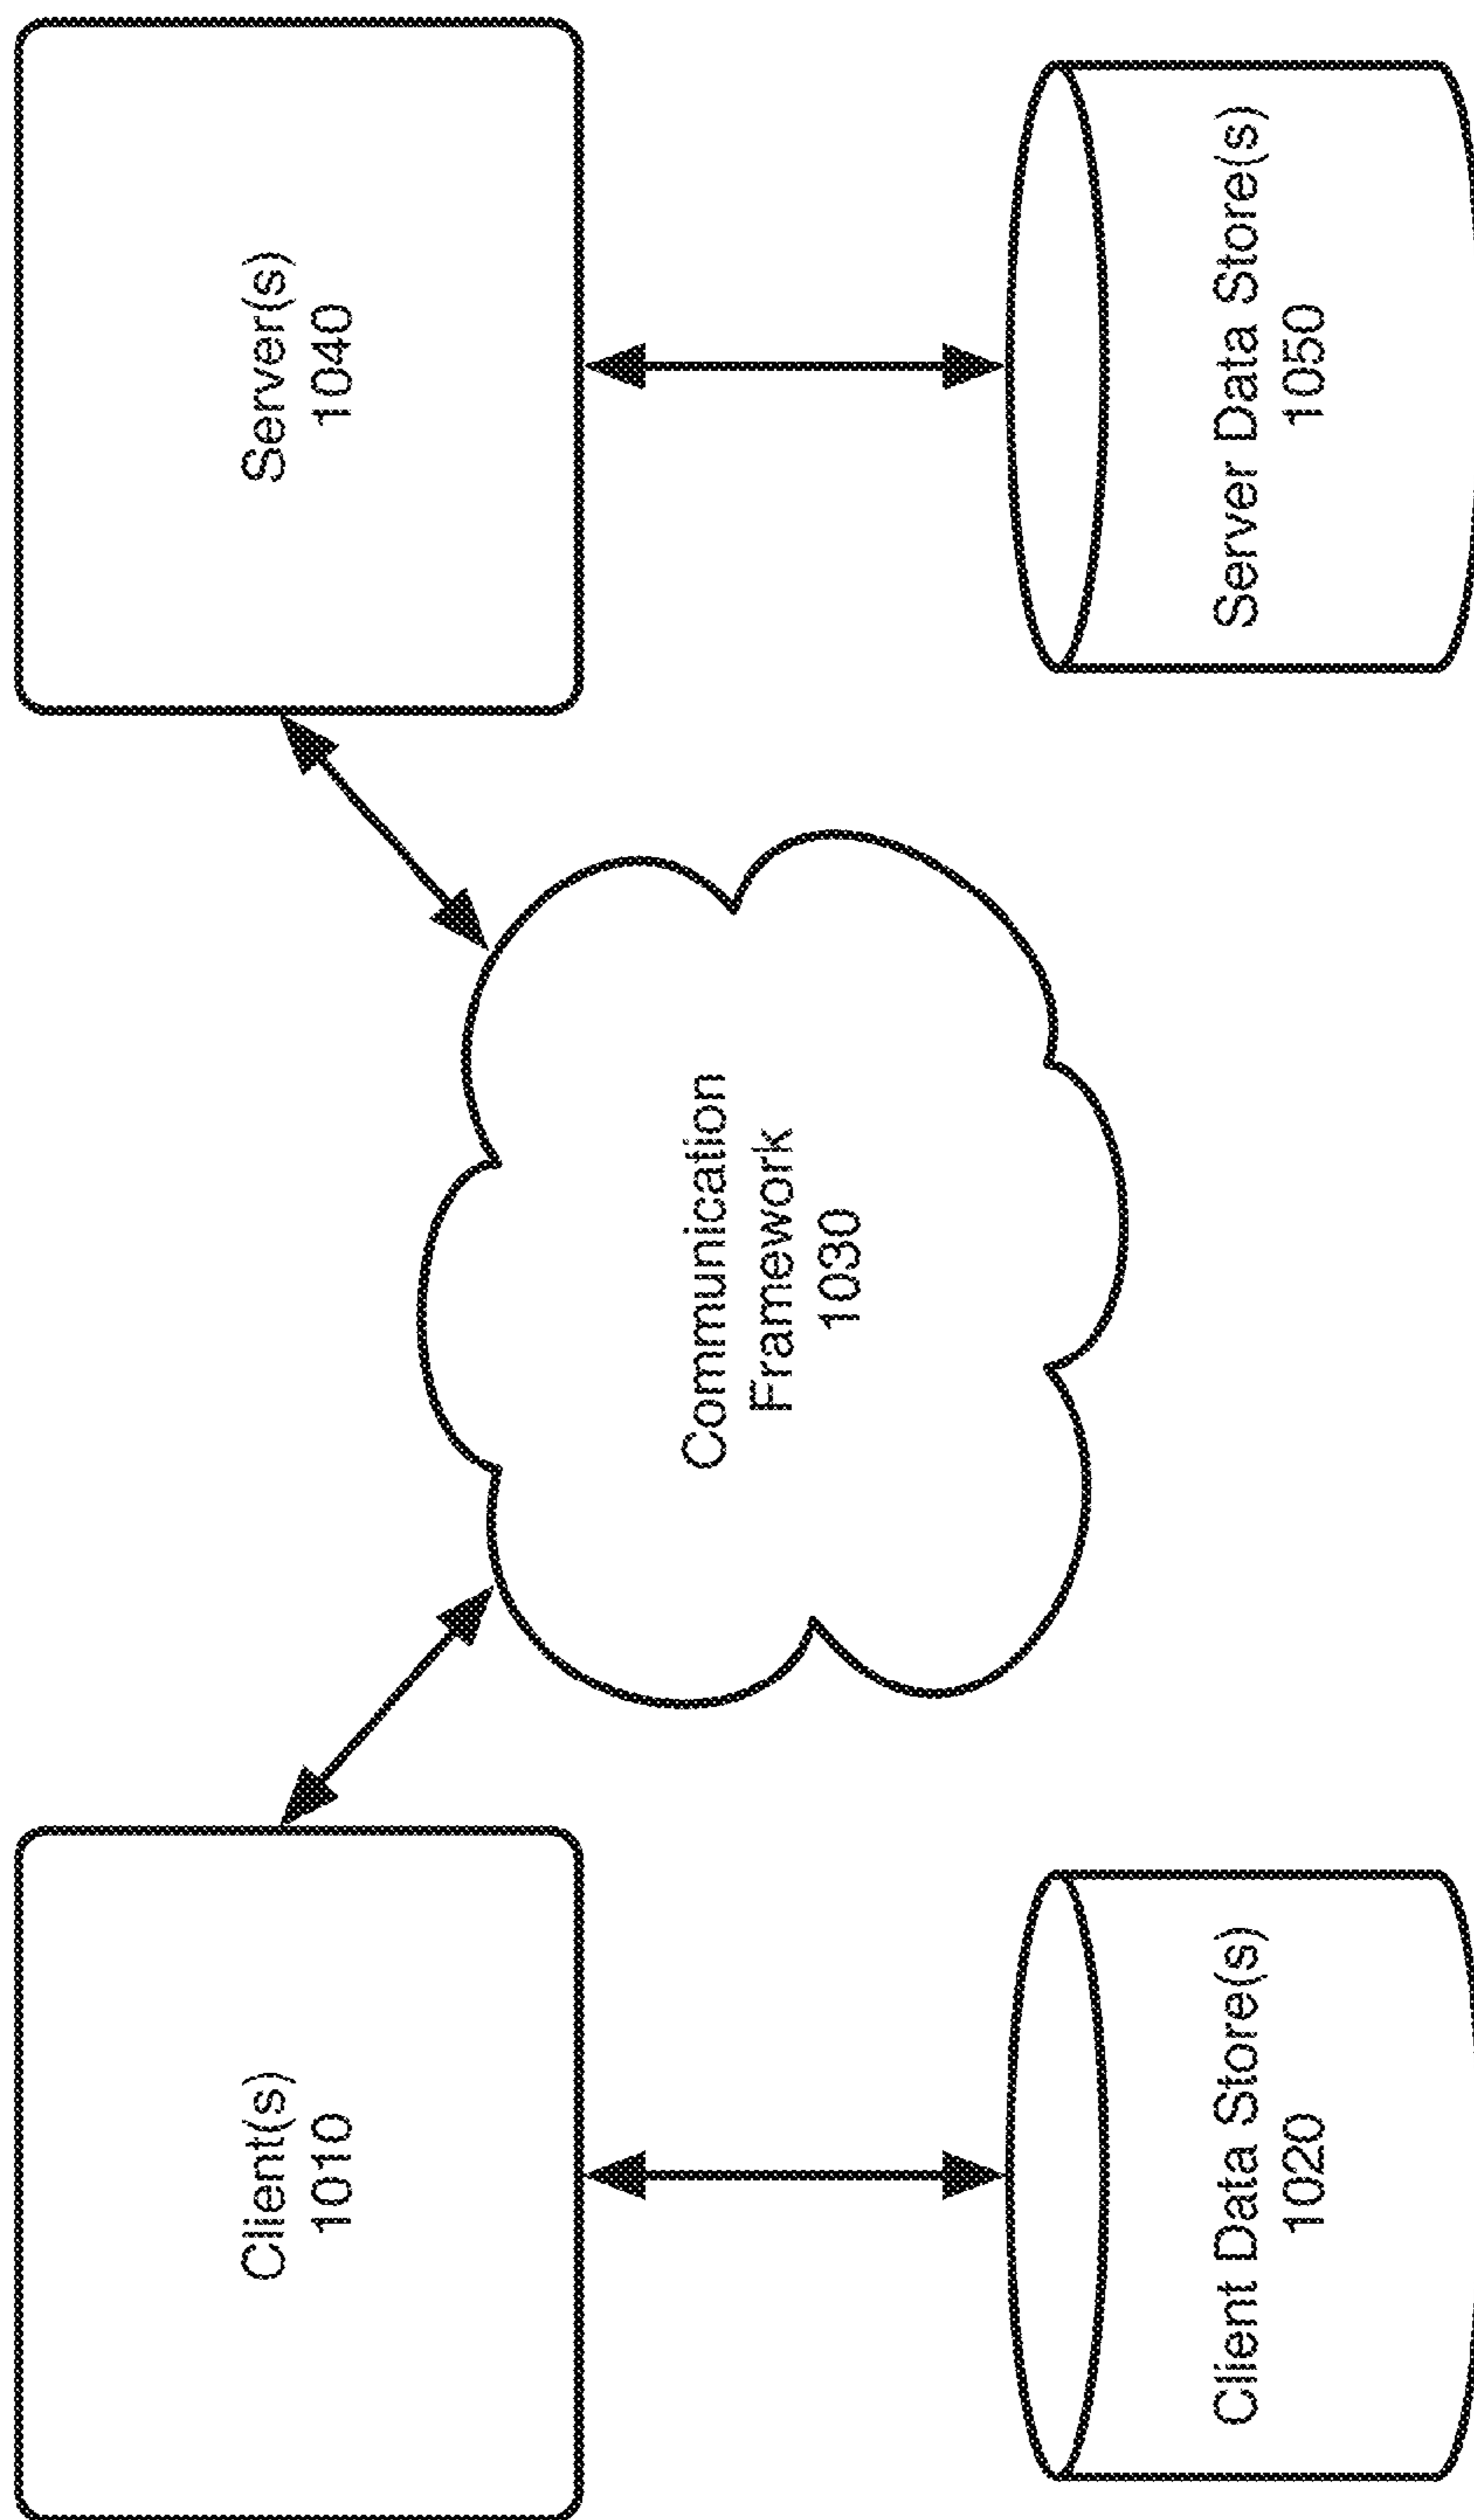 Client(s)
1010
Server(s)
1040
Communication
Framework
1030
Client Data Store(s)
1020
Server Data Store(s)
1050